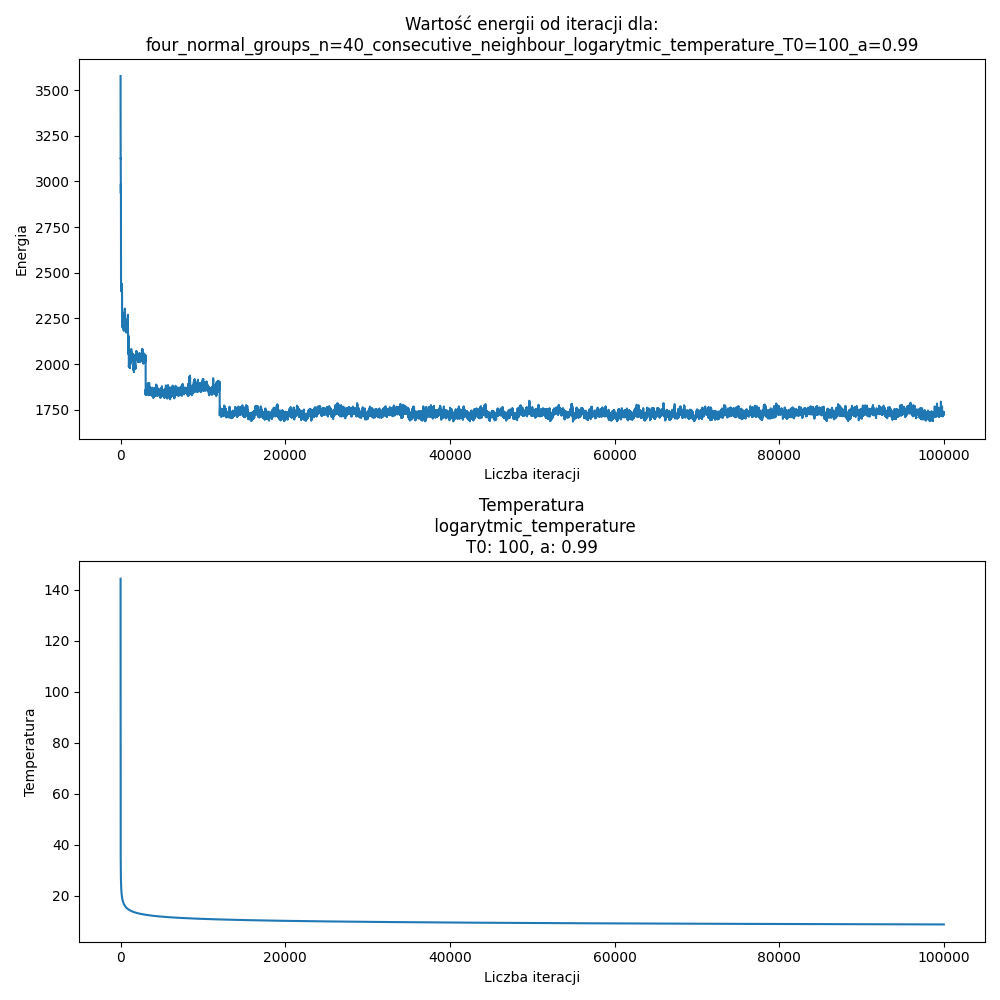 Wartość energii od iteracji dla:
four_normal_groups_n=40_consecutive_neighbour_logarytmic_temperature_T0=100_a=0.99
3500
3250
3000
2750
2500
2250
2000
1750
Energia
0 20000 40000 60000 80000 100000
Liczba iteracji
Temperatura
logarytmic_temperature
T0: 100, a: 0.99
140
120
100
80
60
40
20
Temperatura
0 20000 40000 60000 80000 100000
Liczba iteracji